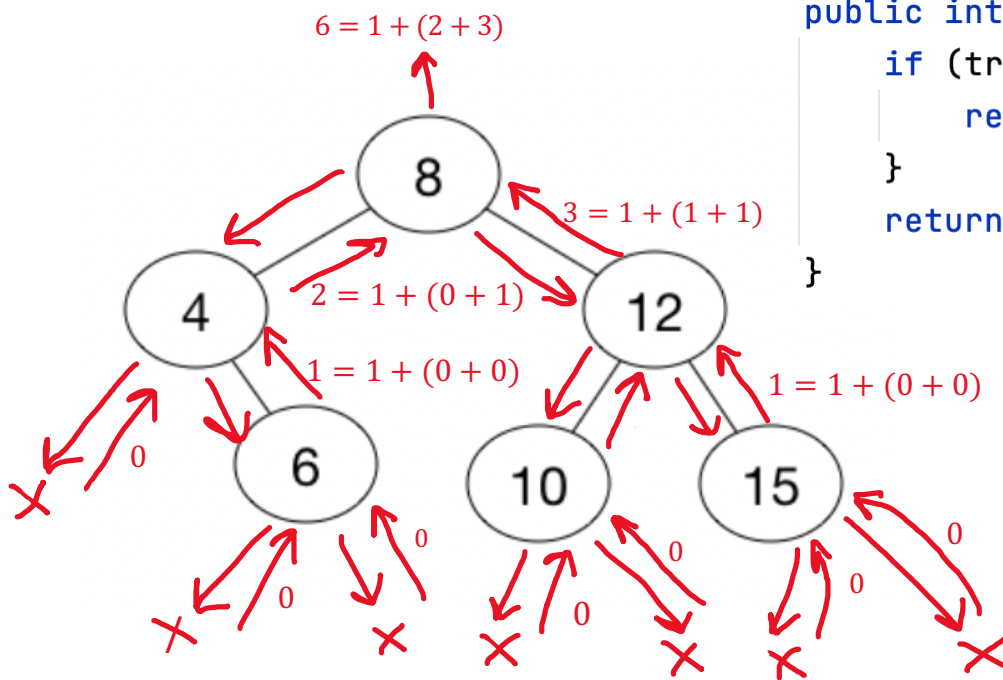 6 = 1 + (2 + 3)
public int
if (tr
re
}
return
}
8
3 = 1 + (1 + 1)
2 = 1 + (0 + 1)
4
12
1 = 1 + (0 + 0)
1 = 1 + (0 + 0)
0
6
10
15
0
0
0
0
0
0
X
X
X
X
X
X
X